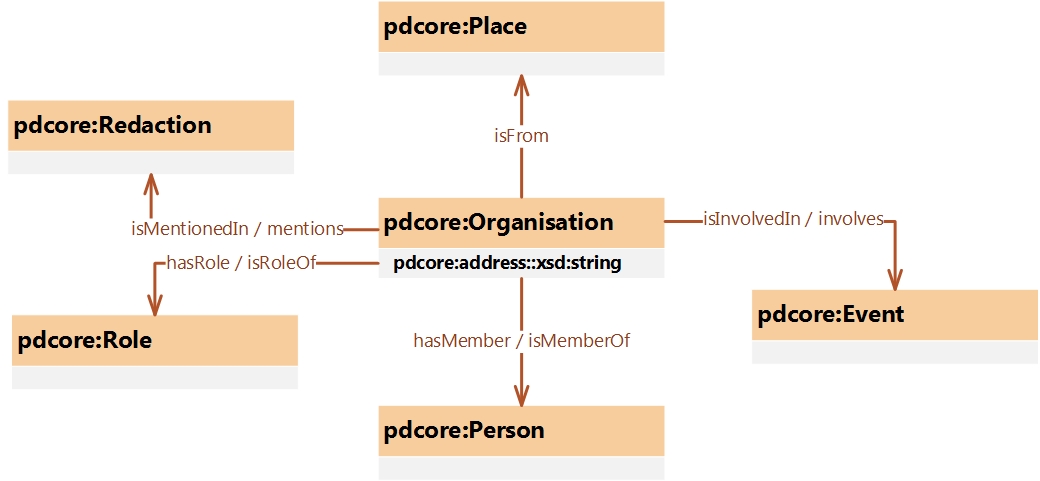 pdcore:Place
pdcore:Redaction
isFrom
pdcore:Organisation
isMentionedIn / mentions
isInvolvedIn / involves
hasRole / isRoleOf
pdcore:address::xsd:string
pdcore:Role
pdcore:Event
hasMember / isMemberOf
pdcore:Person